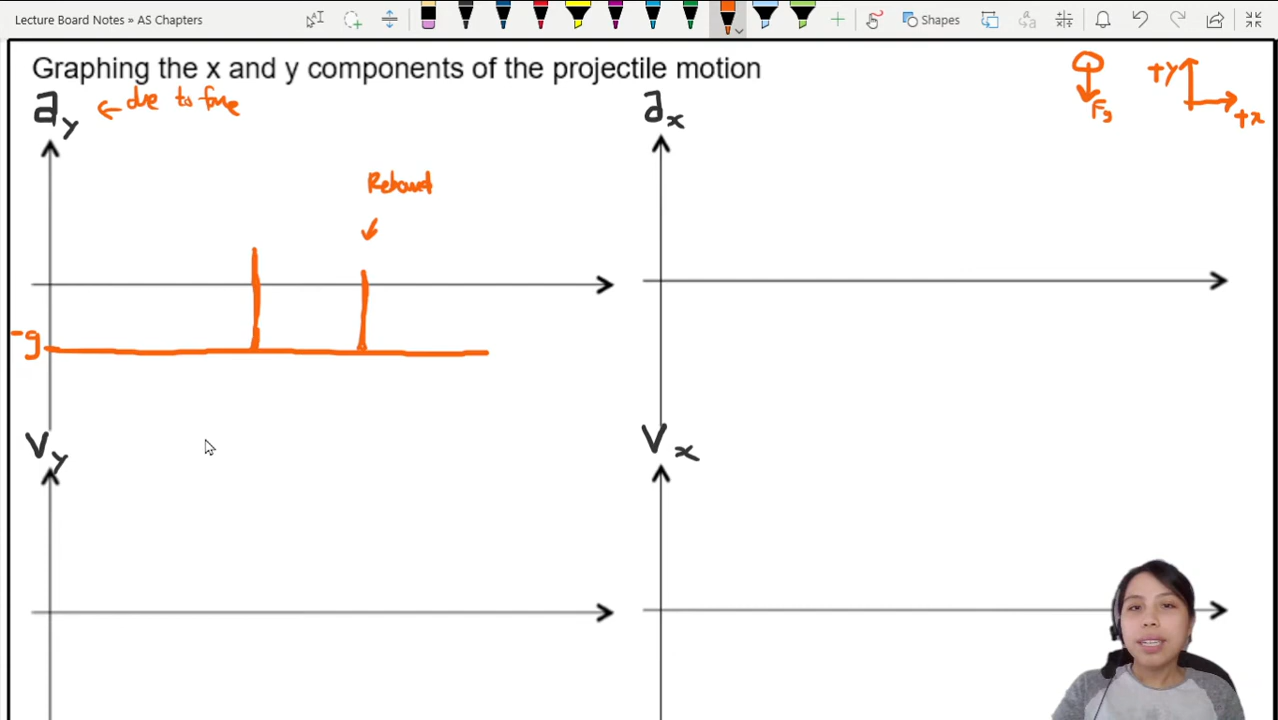 Lecture Board Notes » AS Chapters
Shapes
Graphing the x and y components of the projectile motion
ay ← due to force
ax
Fg
+y
+x
Rebound
-g
vy
vx